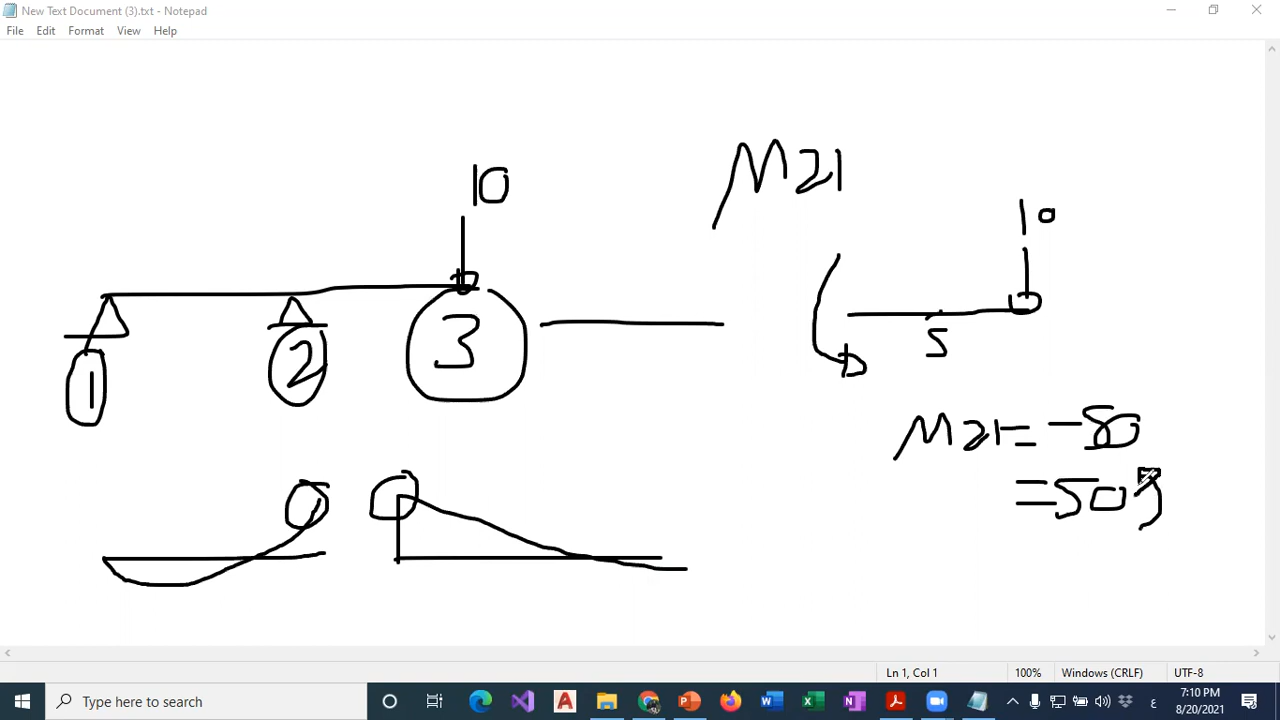 New Text Document (3).txt - Notepad
File Edit Format View Help
10
M21
10
1
2
3
5
M21= -50
=50
Ln 1, Col 1 100% Windows (CRLF) UTF-8
Type here to search
ع
7:10 PM
8/20/2021